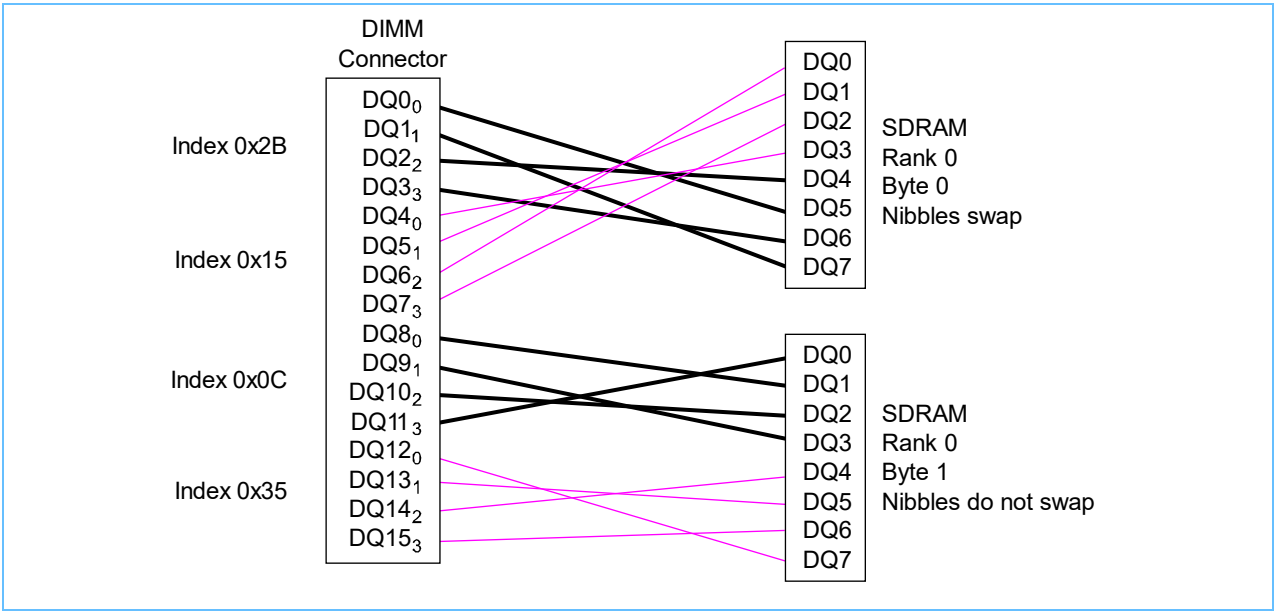 DIMM
Connector
Index 0x2B
Index 0x15
Index 0x0C
Index 0x35
DQ0₀
DQ1₁
DQ2₂
DQ3₃
DQ4₀
DQ5₁
DQ6₂
DQ7₃
DQ8₀
DQ9₁
DQ10₂
DQ11₃
DQ12₀
DQ13₁
DQ14₂
DQ15₃
DQ0
DQ1
DQ2
DQ3
DQ4
DQ5
DQ6
DQ7
SDRAM
Rank 0
Byte 0
Nibbles swap
DQ0
DQ1
DQ2
DQ3
DQ4
DQ5
DQ6
DQ7
SDRAM
Rank 0
Byte 1
Nibbles do not swap